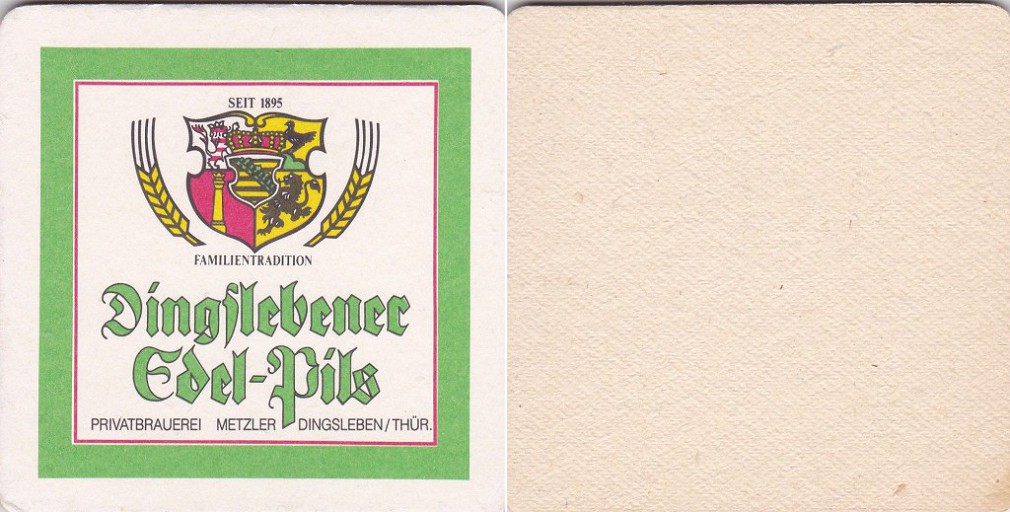 SEIT 1895
FAMILIENTRADITION
Dingſlebener
Edel-Pils
PRIVATBRAUEREI METZLER DINGSLEBEN/THÜR.